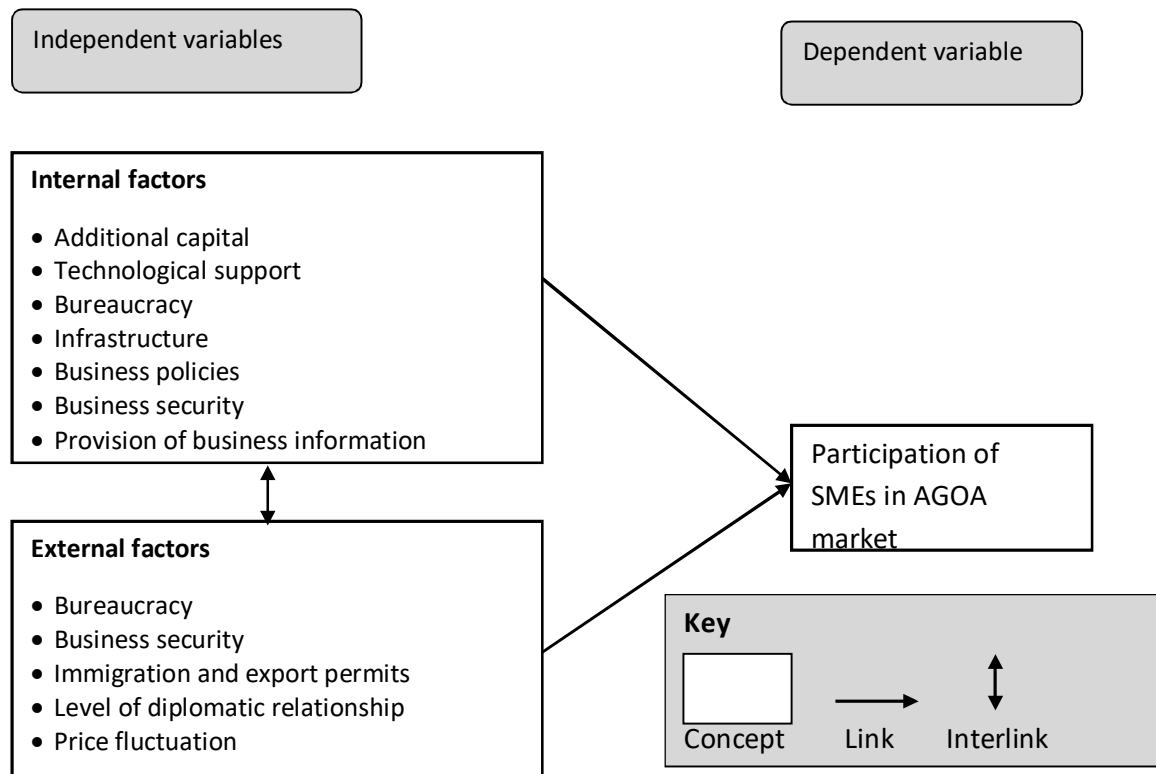 Independent variables
Dependent variable
Internal factors
• Additional capital
• Technological support
• Bureaucracy
• Infrastructure
• Business policies
• Business security
• Provision of business information
Participation of
SMEs in AGOA
market
External factors
• Bureaucracy
• Business security
• Immigration and export permits
• Level of diplomatic relationship
• Price fluctuation
Key
Concept Link Interlink